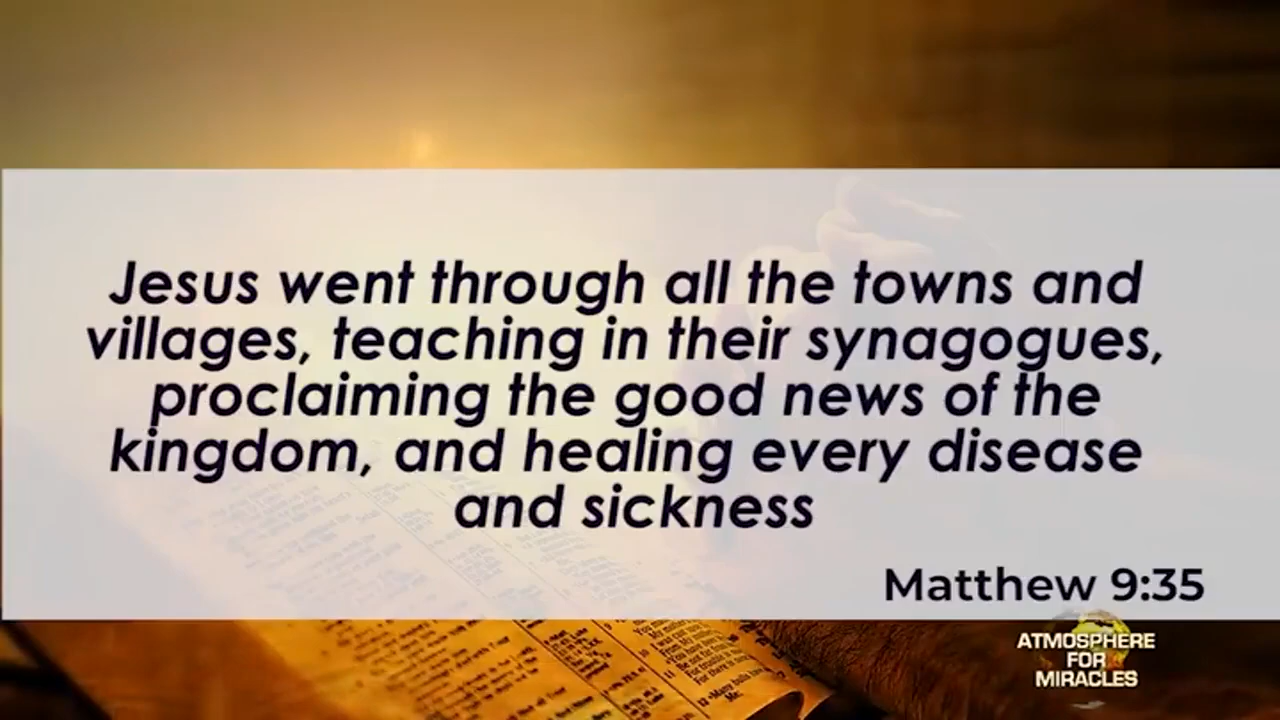 Jesus went through all the towns and
villages, teaching in their synagogues,
proclaiming the good news of the
kingdom, and healing every disease
and sickness
Matthew 9:35
ATMOSPHERE
FOR
MIRACLES